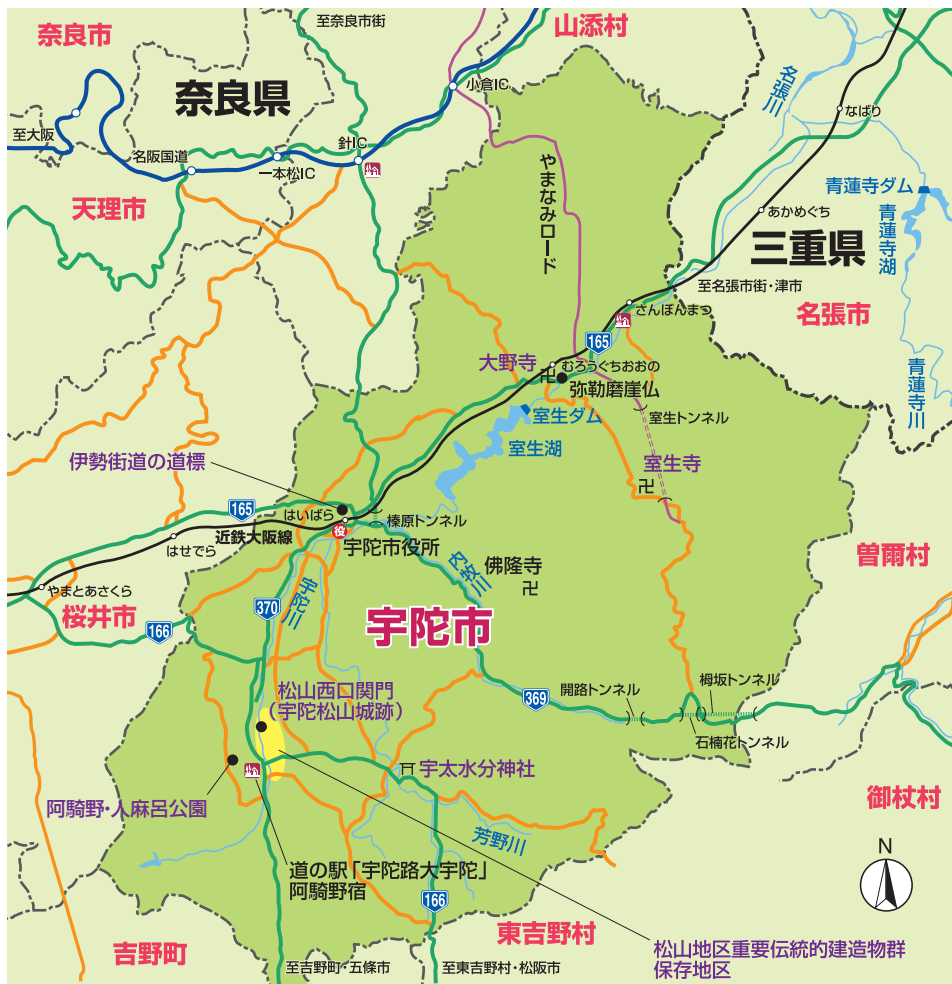 奈良市
至奈良市街
山添村
奈良県
小倉IC
名張川
なばり
至大阪
名阪国道
針IC
一本松IC
やまなみロード
青蓮寺ダム
天理市
あかめぐち
青蓮寺湖
三重県
至名張市街・津市
さんぼんまつ
名張市
165
大野寺
むろうぐちおおの
卍
弥勒磨崖仏
青蓮寺川
室生ダム
室生トンネル
室生湖
伊勢街道の道標
室生寺
卍
165
はいばら
榛原トンネル
近鉄大阪線
役
宇陀市役所
はせでら
内牧川
佛隆寺
卍
曽爾村
やまとあさくら
宇陀川
桜井市
370
166
宇陀市
栂坂トンネル
松山西口関門
(宇陀松山城跡)
開路トンネル
369
石楠花トンネル
宇太水分神社
御杖村
阿騎野・人麻呂公園
芳野川
N
道の駅「宇陀路大宇陀」
阿騎野宿
166
東吉野村
吉野町
松山地区重要伝統的建造物群
保存地区
至吉野町・五條市
至東吉野村・松阪市